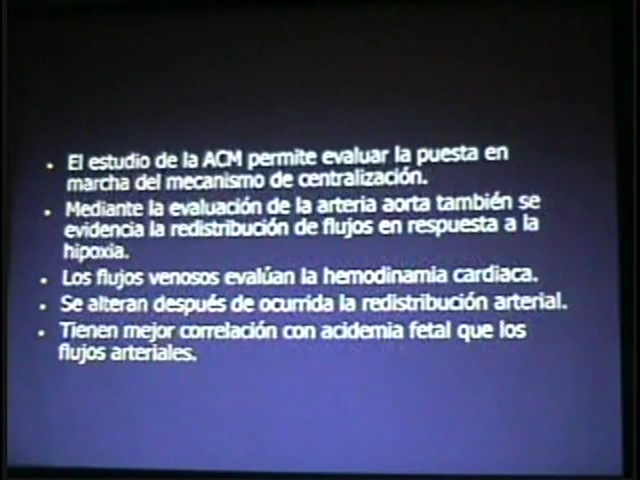 • El estudio de la ACM permite evaluar la puesta en
marcha del mecanismo de centralización.
• Mediante la evaluación de la arteria aorta también se
evidencia la redistribución de flujos en respuesta a la
hipoxia.
• Los flujos venosos evalúan la hemodinamia cardiaca.
• Se alteran después de ocurrida la redistribución arterial.
• Tienen mejor correlación con acidemia fetal que los
flujos arteriales.